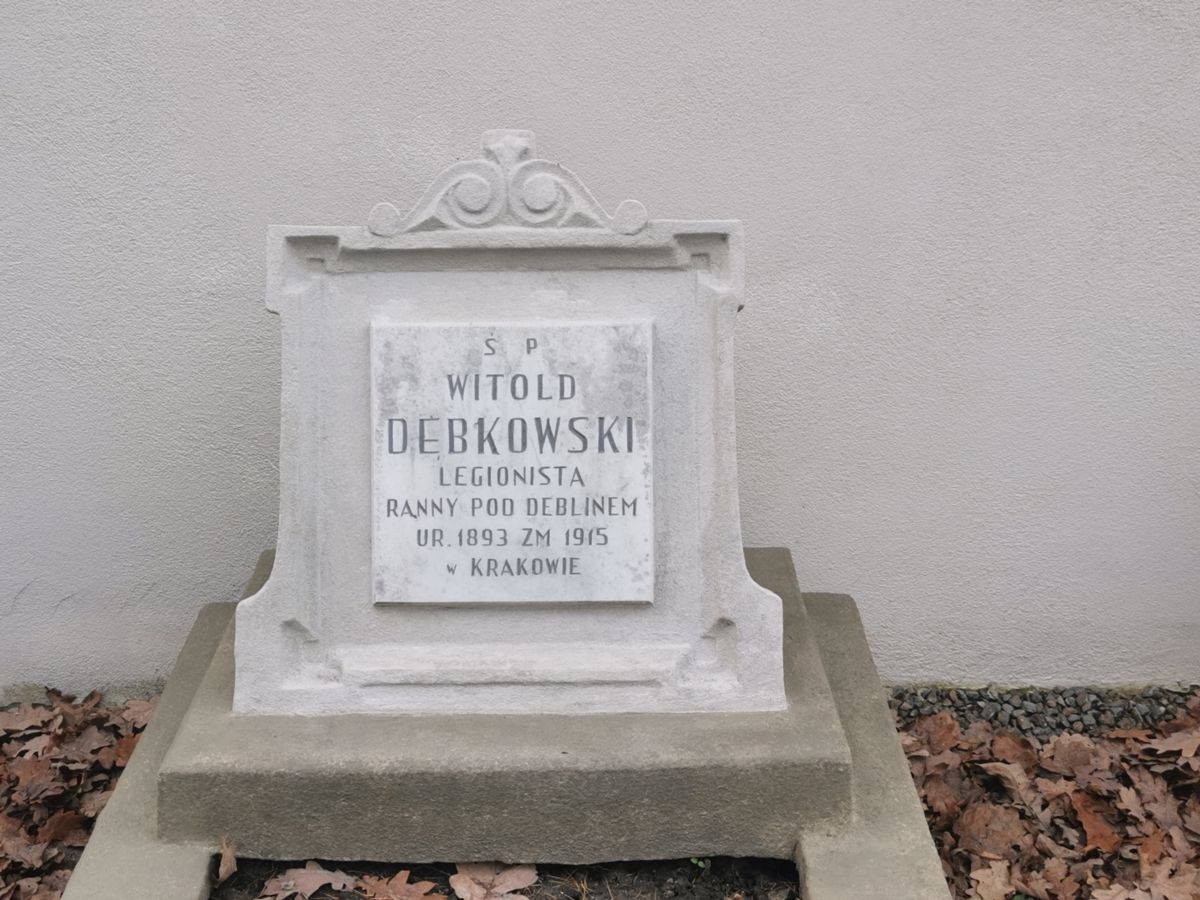 Ś P
WITOLD
DĘBKOWSKI
LEGIONISTA
RANNY POD DEBLINEM
UR. 1893 ZM 1915
w KRAKOWIE